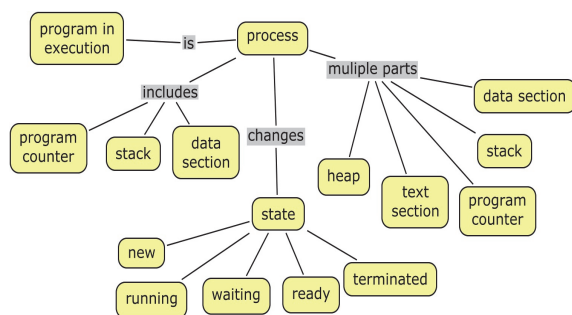 program in
execution
is
process
muliple parts
includes
data section
program
counter
stack
data
section
changes
stack
heap
text
section
program
counter
state
new
running
waiting
ready
terminated